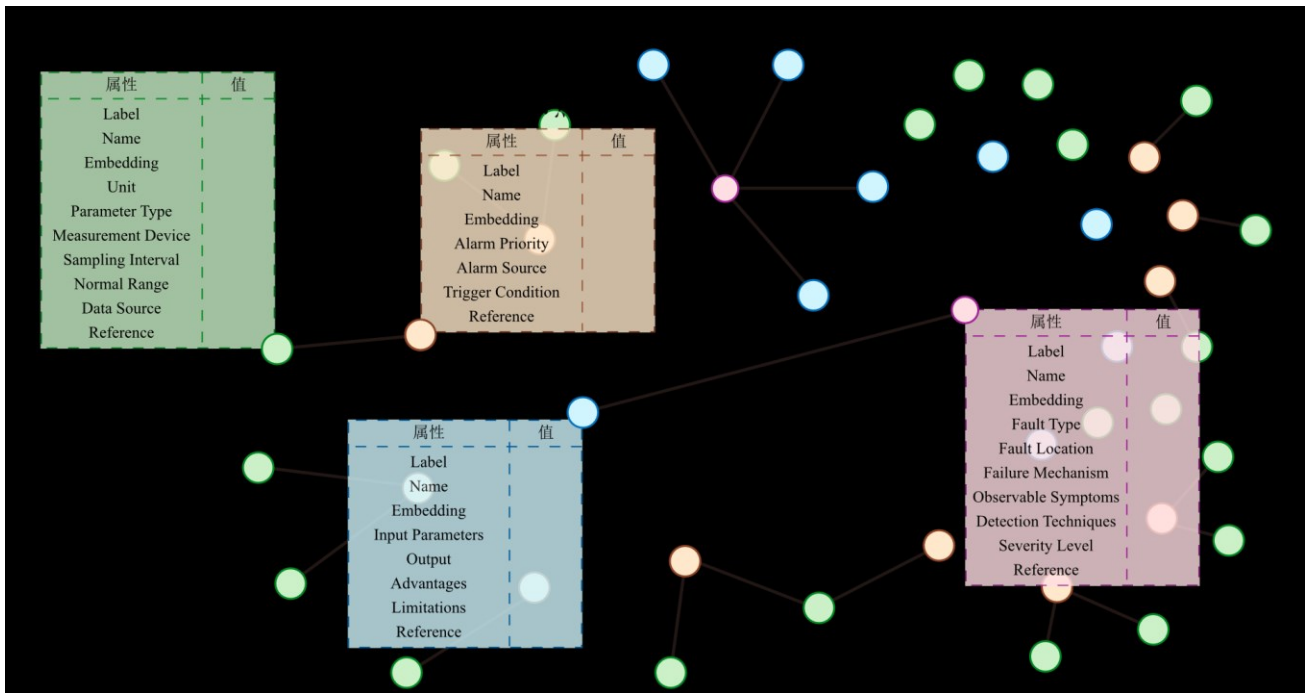 属性 值
Label
Name
Embedding
Unit
Parameter Type
Measurement Device
Sampling Interval
Normal Range
Data Source
Reference
属性 值
Label
Name
Embedding
Alarm Priority
Alarm Source
Trigger Condition
Reference
属性 值
Label
Name
Embedding
Input Parameters
Output
Advantages
Limitations
Reference
属性 值
Label
Name
Embedding
Fault Type
Fault Location
Failure Mechanism
Observable Symptoms
Detection Techniques
Severity Level
Reference